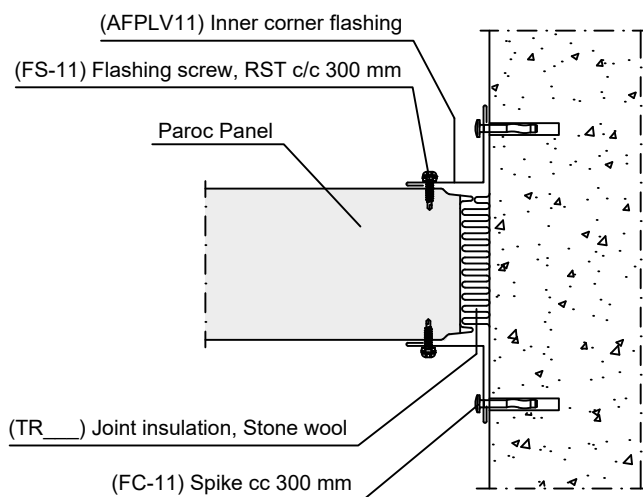 (AFPLV11) Inner corner flashing
(FS-11) Flashing screw, RST c/c 300 mm
Paroc Panel
(TR___) Joint insulation, Stone wool
(FC-11) Spike cc 300 mm